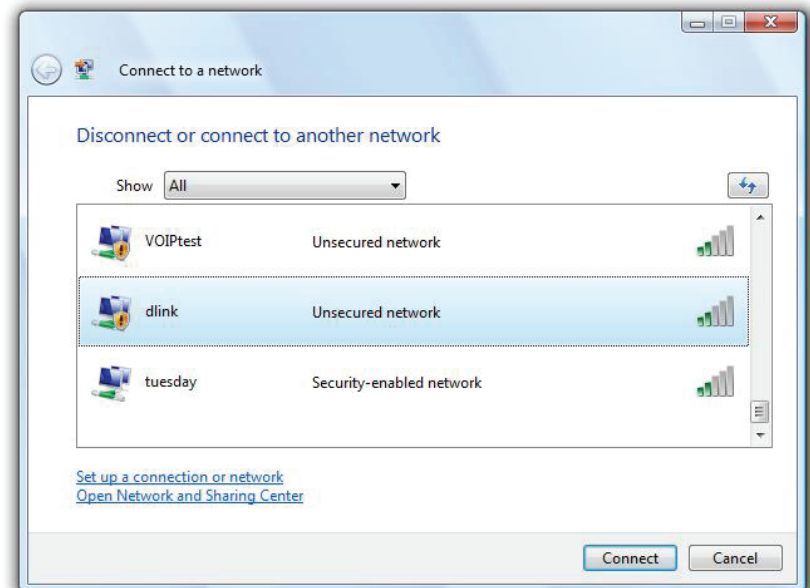 Connect to a network
Disconnect or connect to another network
Show All
VOIPtest Unsecured network
dlink Unsecured network
tuesday Security-enabled network
Set up a connection or network
Open Network and Sharing Center
Connect Cancel